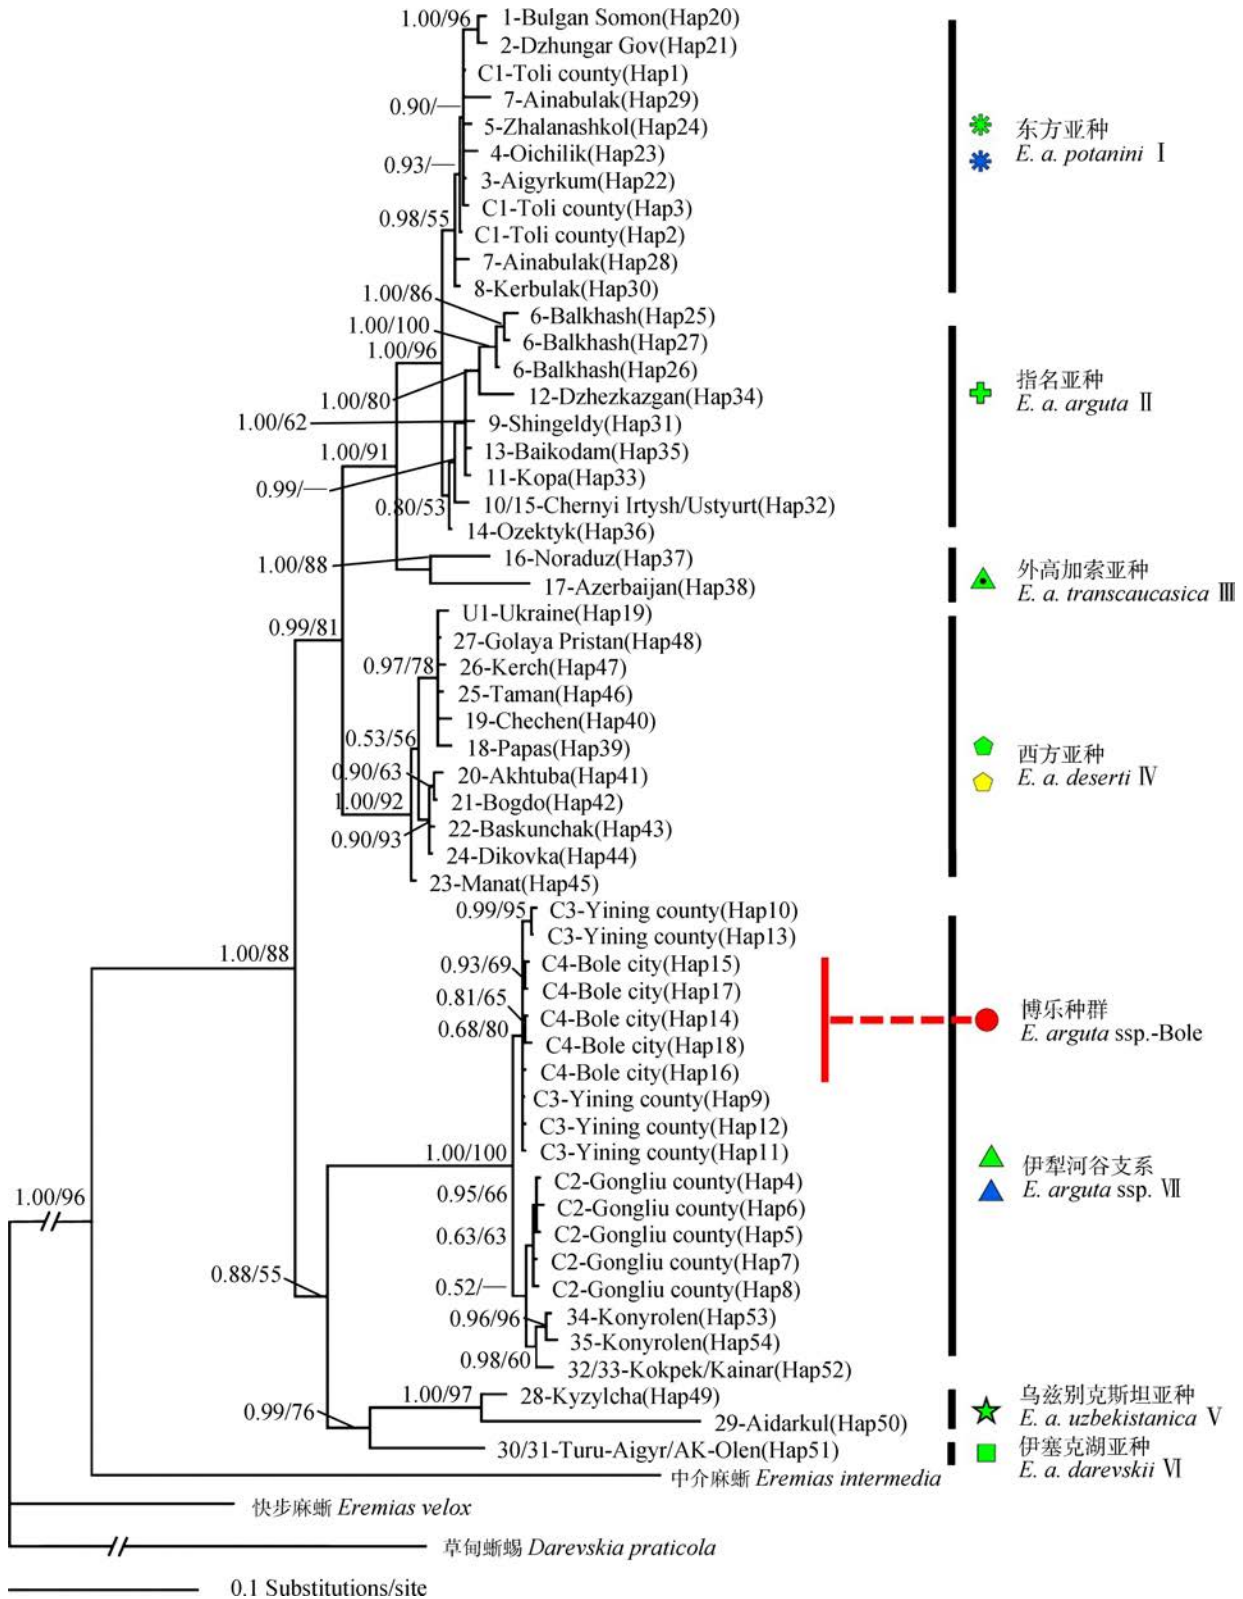 1.00/96
1-Bulgan Somon(Hap20)
2-Dzhungar Gov(Hap21)
C1-Toli county(Hap1)
0.90/—
7-Ainabulak(Hap29)
5-Zhalanashkol(Hap24)
0.93/—
4-Oichilik(Hap23)
3-Aigyrkum(Hap22)
C1-Toli county(Hap3)
0.98/55
C1-Toli county(Hap2)
7-Ainabulak(Hap28)
8-Kerbulak(Hap30)
东方亚种
E. a. potanini Ⅰ
1.00/86
6-Balkhash(Hap25)
1.00/100
6-Balkhash(Hap27)
1.00/96
6-Balkhash(Hap26)
1.00/80
12-Dzhezkazgan(Hap34)
1.00/62
9-Shingeldy(Hap31)
1.00/91
13-Baikodam(Hap35)
0.99/—
11-Kopa(Hap33)
0.80/53
10/15-Chernyi Irtysh/Ustyurt(Hap32)
14-Ozektyk(Hap36)
指名亚种
E. a. arguta Ⅱ
1.00/88
16-Noraduz(Hap37)
17-Azerbaijan(Hap38)
外高加索亚种
E. a. transcaucasica Ⅲ
0.99/81
U1-Ukraine(Hap19)
27-Golaya Pristan(Hap48)
0.97/78
26-Kerch(Hap47)
25-Taman(Hap46)
19-Chechen(Hap40)
0.53/56
18-Papas(Hap39)
0.90/63
20-Akhtuba(Hap41)
1.00/92
21-Bogdo(Hap42)
0.90/93
22-Baskunchak(Hap43)
24-Dikovka(Hap44)
23-Manat(Hap45)
西方亚种
E. a. deserti Ⅳ
1.00/88
0.99/95
C3-Yining county(Hap10)
C3-Yining county(Hap13)
0.93/69
C4-Bole city(Hap15)
C4-Bole city(Hap17)
0.81/65
C4-Bole city(Hap14)
0.68/80
C4-Bole city(Hap18)
C4-Bole city(Hap16)
博乐种群
E. arguta ssp.-Bole
C3-Yining county(Hap9)
C3-Yining county(Hap12)
1.00/100
C3-Yining county(Hap11)
0.95/66
C2-Gongliu county(Hap4)
C2-Gongliu county(Hap6)
0.63/63
C2-Gongliu county(Hap5)
C2-Gongliu county(Hap7)
0.52/—
C2-Gongliu county(Hap8)
0.96/96
34-Konyrolen(Hap53)
35-Konyrolen(Hap54)
0.98/60
32/33-Kokpek/Kainar(Hap52)
伊犁河谷支系
E. arguta ssp. Ⅶ
1.00/96
0.88/55
1.00/97
28-Kyzylcha(Hap49)
0.99/76
29-Aidarkul(Hap50)
乌兹别克斯坦亚种
E. a. uzbekistanica Ⅴ
30/31-Turu-Aigyr/AK-Olen(Hap51)
伊塞克湖亚种
E. a. darevskii Ⅵ
中介麻蜥 Eremias intermedia
快步麻蜥 Eremias velox
草甸蜥蜴 Darevskia praticola
0.1 Substitutions/site